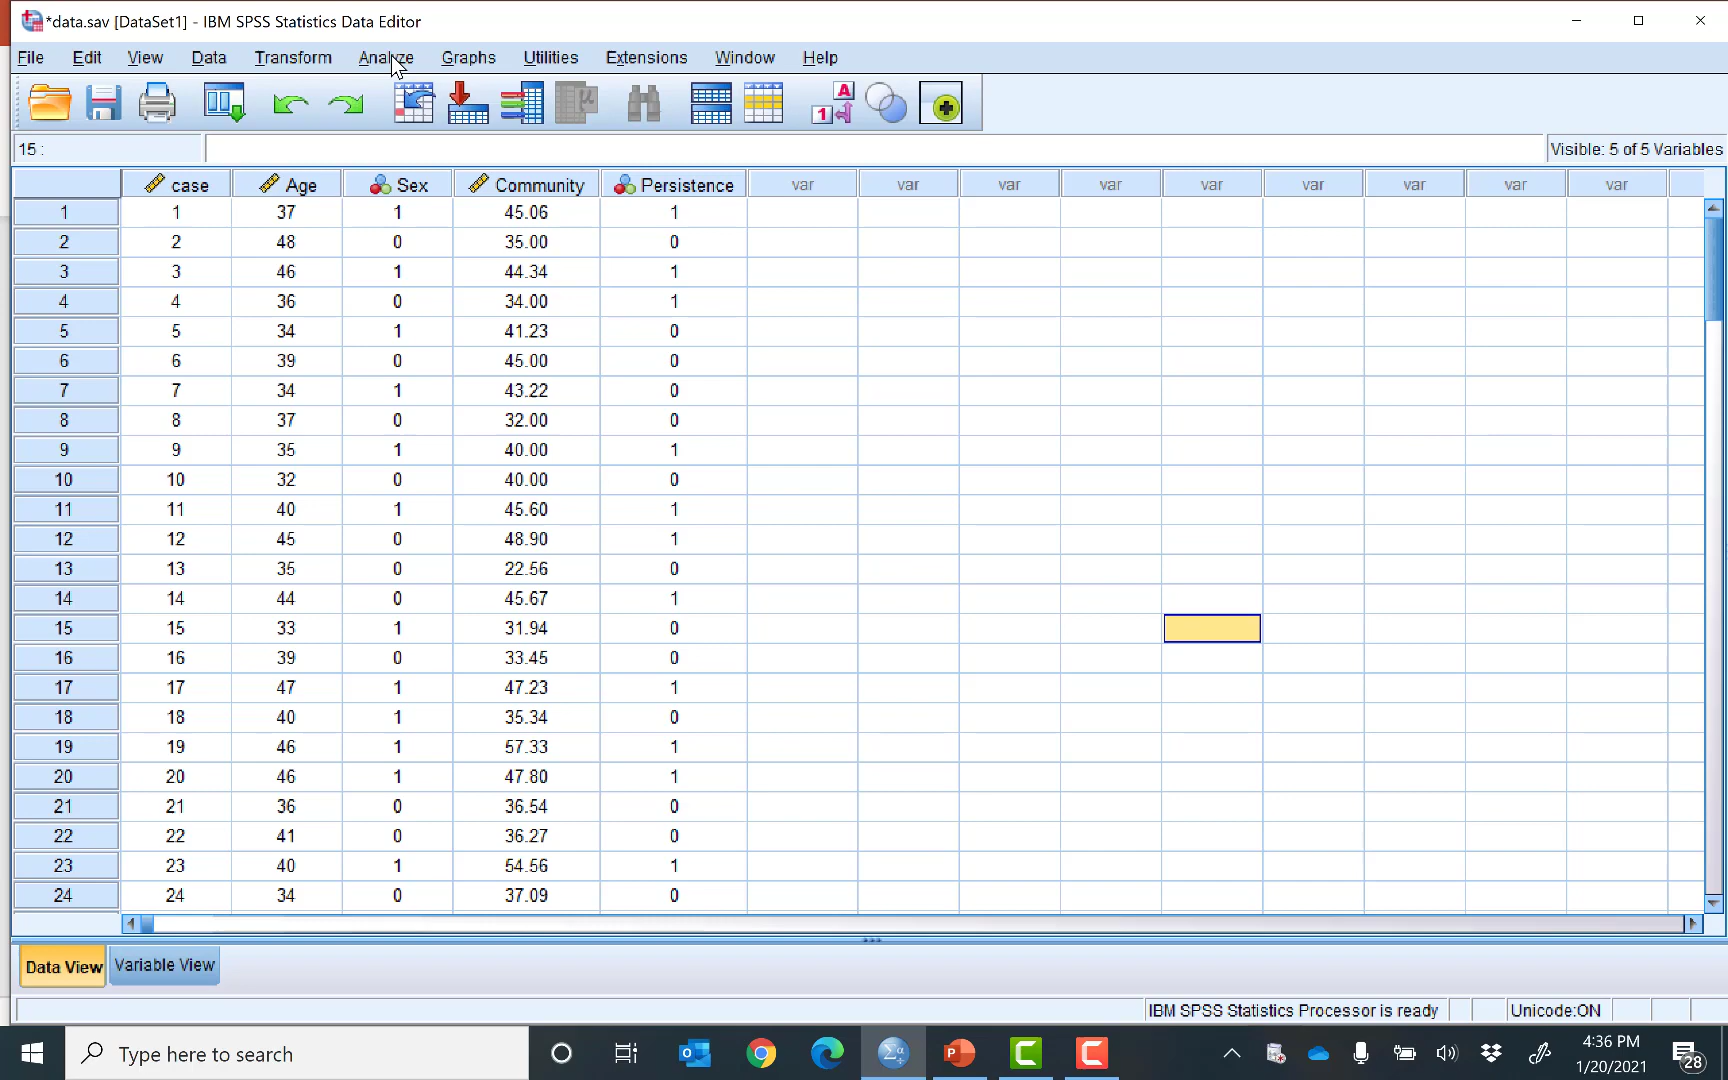 *data.sav [DataSet1] - IBM SPSS Statistics Data Editor
File Edit View Data Transform Analyze Graphs Utilities Extensions Window Help
15 : Visible: 5 of 5 Variables
case Age Sex Community Persistence var var var var var var var var var
1 1 37 1 45.06 1
2 2 48 0 35.00 0
3 3 46 1 44.34 1
4 4 36 0 34.00 1
5 5 34 1 41.23 0
6 6 39 0 45.00 0
7 7 34 1 43.22 0
8 8 37 0 32.00 0
9 9 35 1 40.00 1
10 10 32 0 40.00 0
11 11 40 1 45.60 1
12 12 45 0 48.90 1
13 13 35 0 22.56 0
14 14 44 0 45.67 1
15 15 33 1 31.94 0
16 16 39 0 33.45 0
17 17 47 1 47.23 1
18 18 40 1 35.34 0
19 19 46 1 57.33 1
20 20 46 1 47.80 1
21 21 36 0 36.54 0
22 22 41 0 36.27 0
23 23 40 1 54.56 1
24 24 34 0 37.09 0
Data View Variable View
IBM SPSS Statistics Processor is ready Unicode:ON
Type here to search
4:36 PM
1/20/2021
28